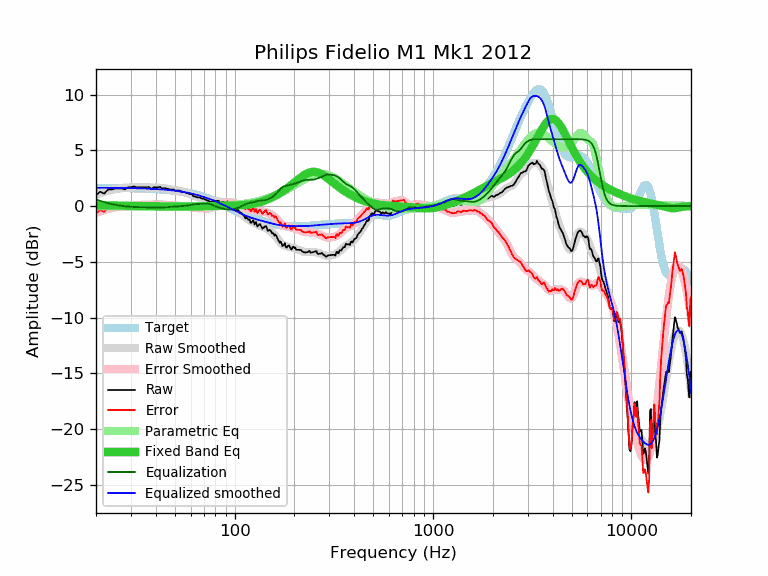 Philips Fidelio M1 Mk1 2012
10
5
0
−5
−10
−15
−20
−25
Amplitude (dBr)
Target
Raw Smoothed
Error Smoothed
Raw
Error
Parametric Eq
Fixed Band Eq
Equalization
Equalized smoothed
100 1000 10000
Frequency (Hz)